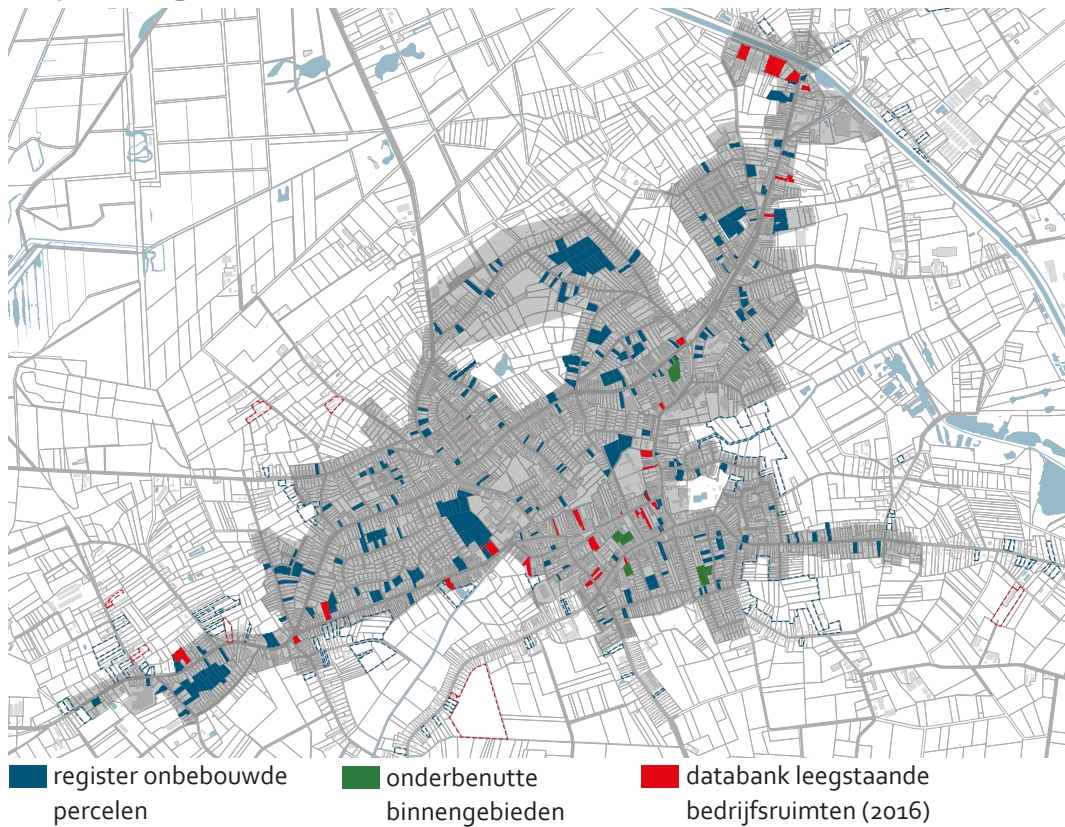 register onbebouwde
percelen
onderbenutte
binnengebieden
databank leegstaande
bedrijfsruimten (2016)